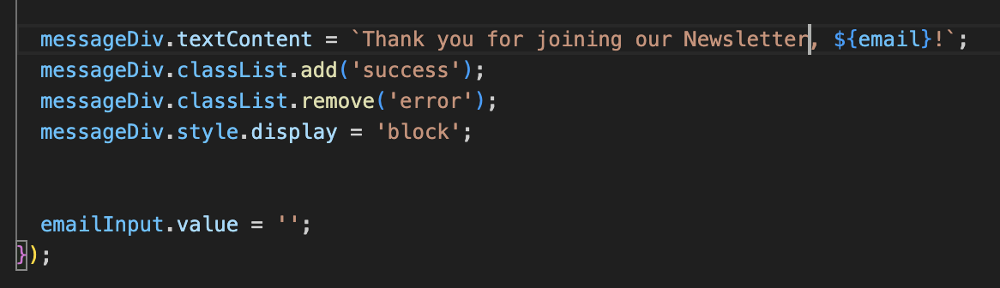 messageDiv.textContent = `Thank you for joining our Newsletter, ${email}!`;
messageDiv.classList.add('success');
messageDiv.classList.remove('error');
messageDiv.style.display = 'block';
emailInput.value = '';
});